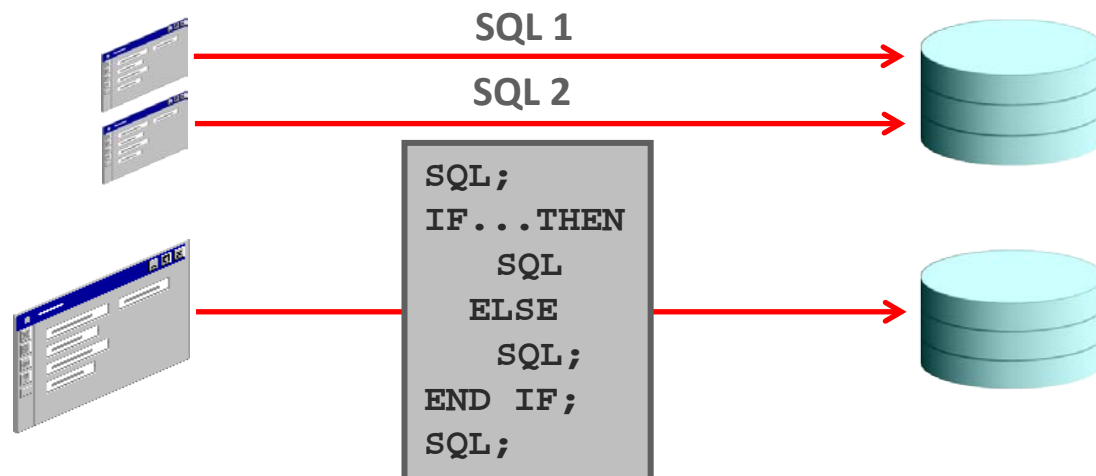 SQL 1
SQL 2
SQL;
IF...THEN
SQL
ELSE
SQL;
END IF;
SQL;